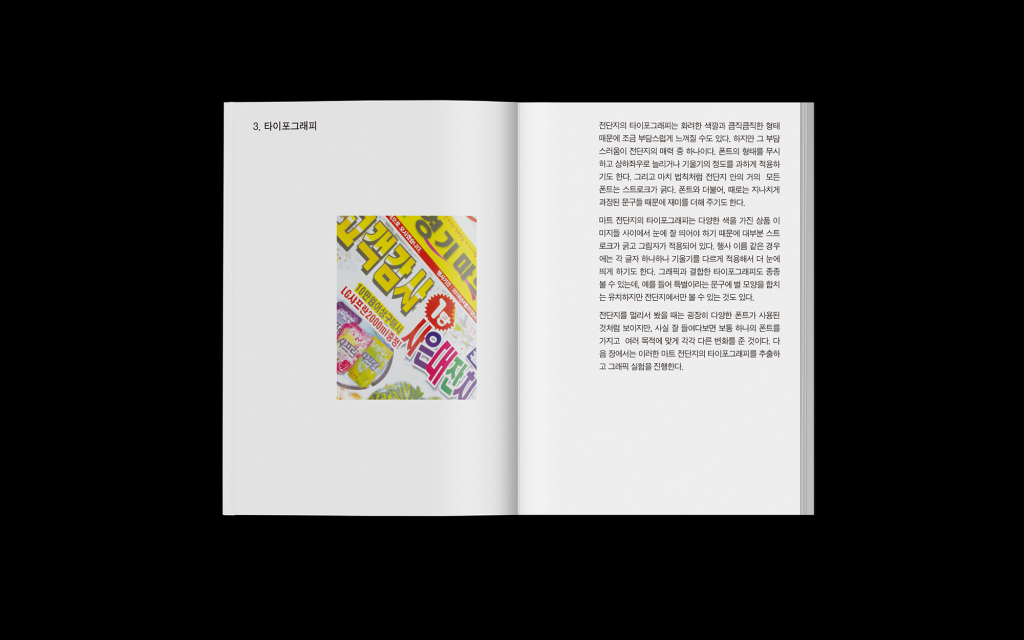 3. 타이포그래피
경기 마
고객감사
1탄
10만원이상구매시
LG샤프란2000ml증정!
사은대잔치
샤프란
샤프란
전단지의 타이포그래피는 화려한 색깔과 큼직큼직한 형태
때문에 조금 부담스럽게 느껴질 수도 있다. 하지만 그 부담
스러움이 전단지의 매력 중 하나이다. 폰트의 형태를 무시
하고 상하좌우로 늘리거나 기울기의 정도를 과하게 적용하
기도 한다. 그리고 마치 법칙처럼 전단지 안의 거의 모든
폰트는 스트로크가 굵다. 폰트와 더불어, 때로는 지나치게
과장된 문구들 때문에 재미를 더해 주기도 한다.
마트 전단지의 타이포그래피는 다양한 색을 가진 상품 이
미지들 사이에서 눈에 잘 띄어야 하기 때문에 대부분 스트
로크가 굵고 그림자가 적용되어 있다. 행사 이름 같은 경우
에는 각 글자 하나하나 기울기를 다르게 적용해서 더 눈에
띄게 하기도 한다. 그래픽과 결합한 타이포그래피도 종종
볼 수 있는데, 예를 들어 특별이라는 문구에 별 모양을 합치
는 유치하지만 전단지에서만 볼 수 있는 것도 있다.
전단지를 멀리서 봤을 때는 굉장히 다양한 폰트가 사용된
것처럼 보이지만, 사실 잘 들여다보면 보통 하나의 폰트를
가지고 여러 목적에 맞게 각각 다른 변화를 준 것이다. 다
음 장에서는 이러한 마트 전단지의 타이포그래피를 추출하
고 그래픽 실험을 진행한다.